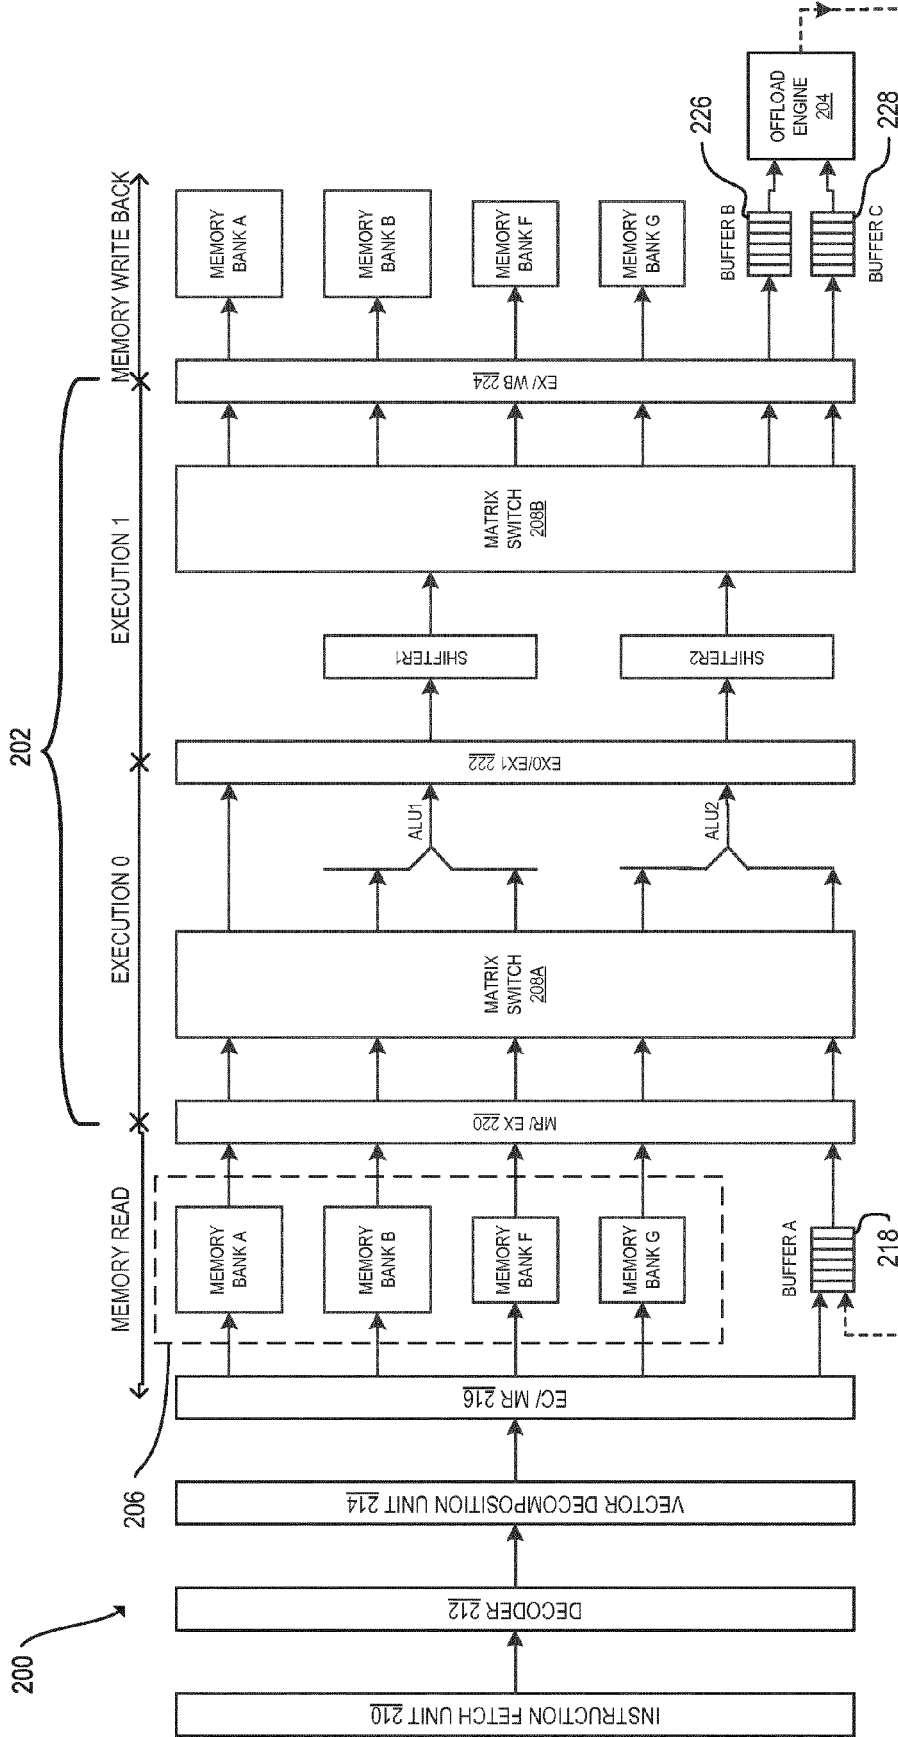 200
INSTRUCTION FETCH UNIT 210
DECODER 212
VECTOR DECOMPOSITION UNIT 214
EC/ MR 216
206
MEMORY READ
MEMORY
BANK A
MEMORY
BANK B
MEMORY
BANK F
MEMORY
BANK G
BUFFER A
218
MR/ EX 220
202
EXECUTION 0
MATRIX
SWITCH
208A
ALU1
ALU2
EX0/EX1 222
EXECUTION 1
SHIFTER1
SHIFTER2
MATRIX
SWITCH
208B
EX/ WB 224
MEMORY WRITE BACK
MEMORY
BANK A
MEMORY
BANK B
MEMORY
BANK F
MEMORY
BANK G
BUFFER B
226
BUFFER C
228
OFFLOAD
ENGINE
204